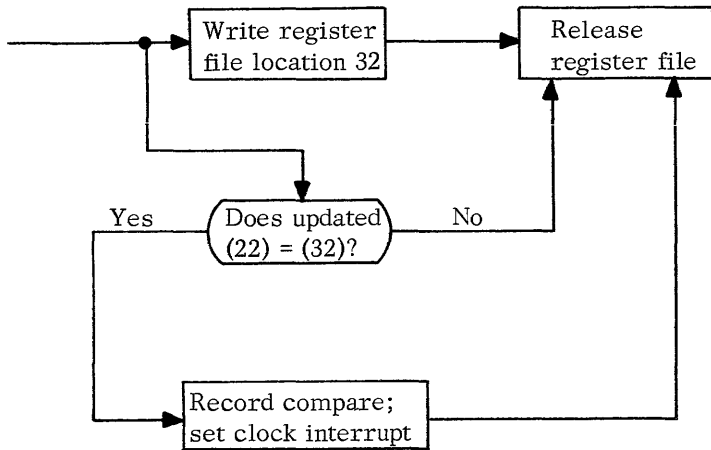 Write register
file location 32
Release
register file
Yes
Does updated
(22) = (32)?
No
Record compare;
set clock interrupt